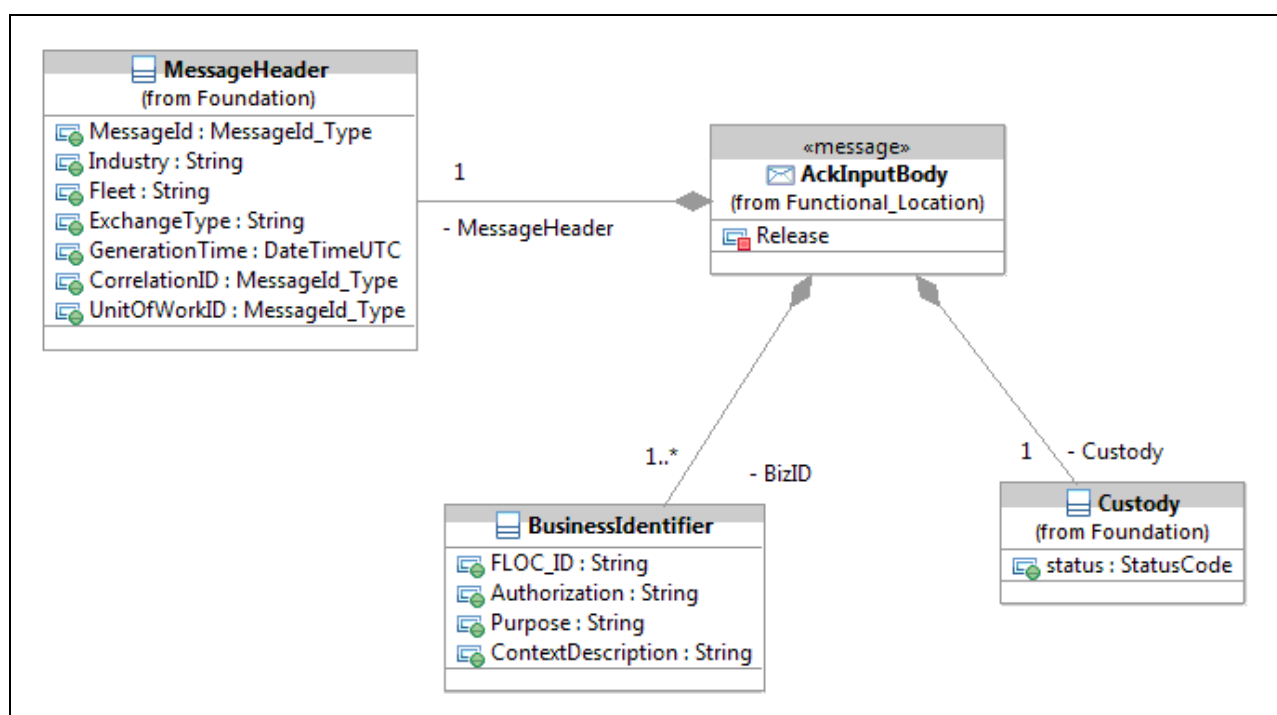 MessageHeader
(from Foundation)
MessageId : MessageId_Type
Industry : String
Fleet : String
ExchangeType : String
GenerationTime : DateTimeUTC
CorrelationID : MessageId_Type
UnitOfWorkID : MessageId_Type
1
- MessageHeader
«message»
AckInputBody
(from Functional_Location)
Release
1..*
- BizID
1
- Custody
BusinessIdentifier
FLOC_ID : String
Authorization : String
Purpose : String
ContextDescription : String
Custody
(from Foundation)
status : StatusCode